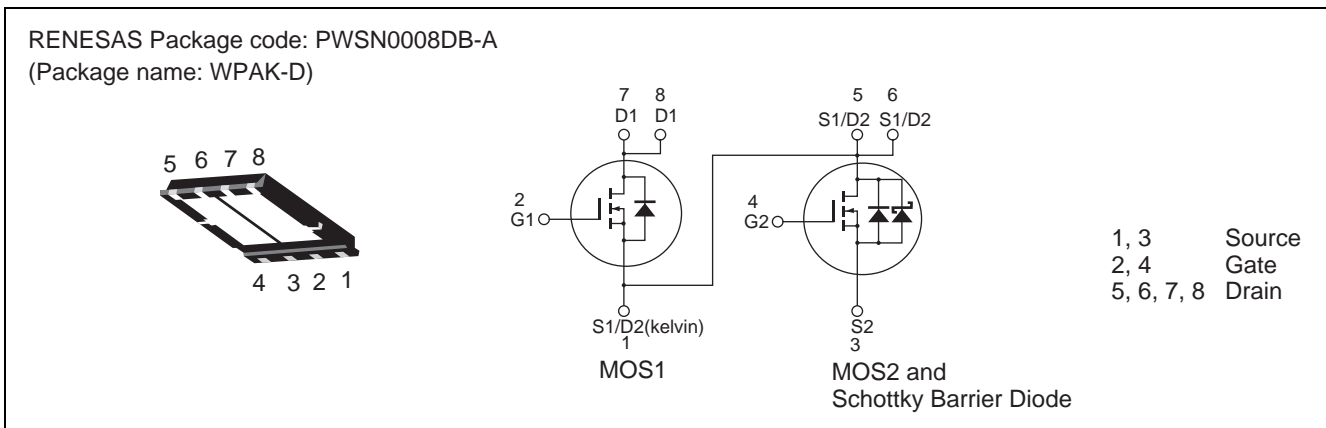 RENESAS Package code: PWSN0008DB-A
(Package name: WPAK-D)
5 6 7 8
4 3 2 1
7 8
D1 D1
2
G1
S1/D2(kelvin)
1
MOS1
5 6
S1/D2 S1/D2
4
G2
S2
3
MOS2 and
Schottky Barrier Diode
1, 3 Source
2, 4 Gate
5, 6, 7, 8 Drain